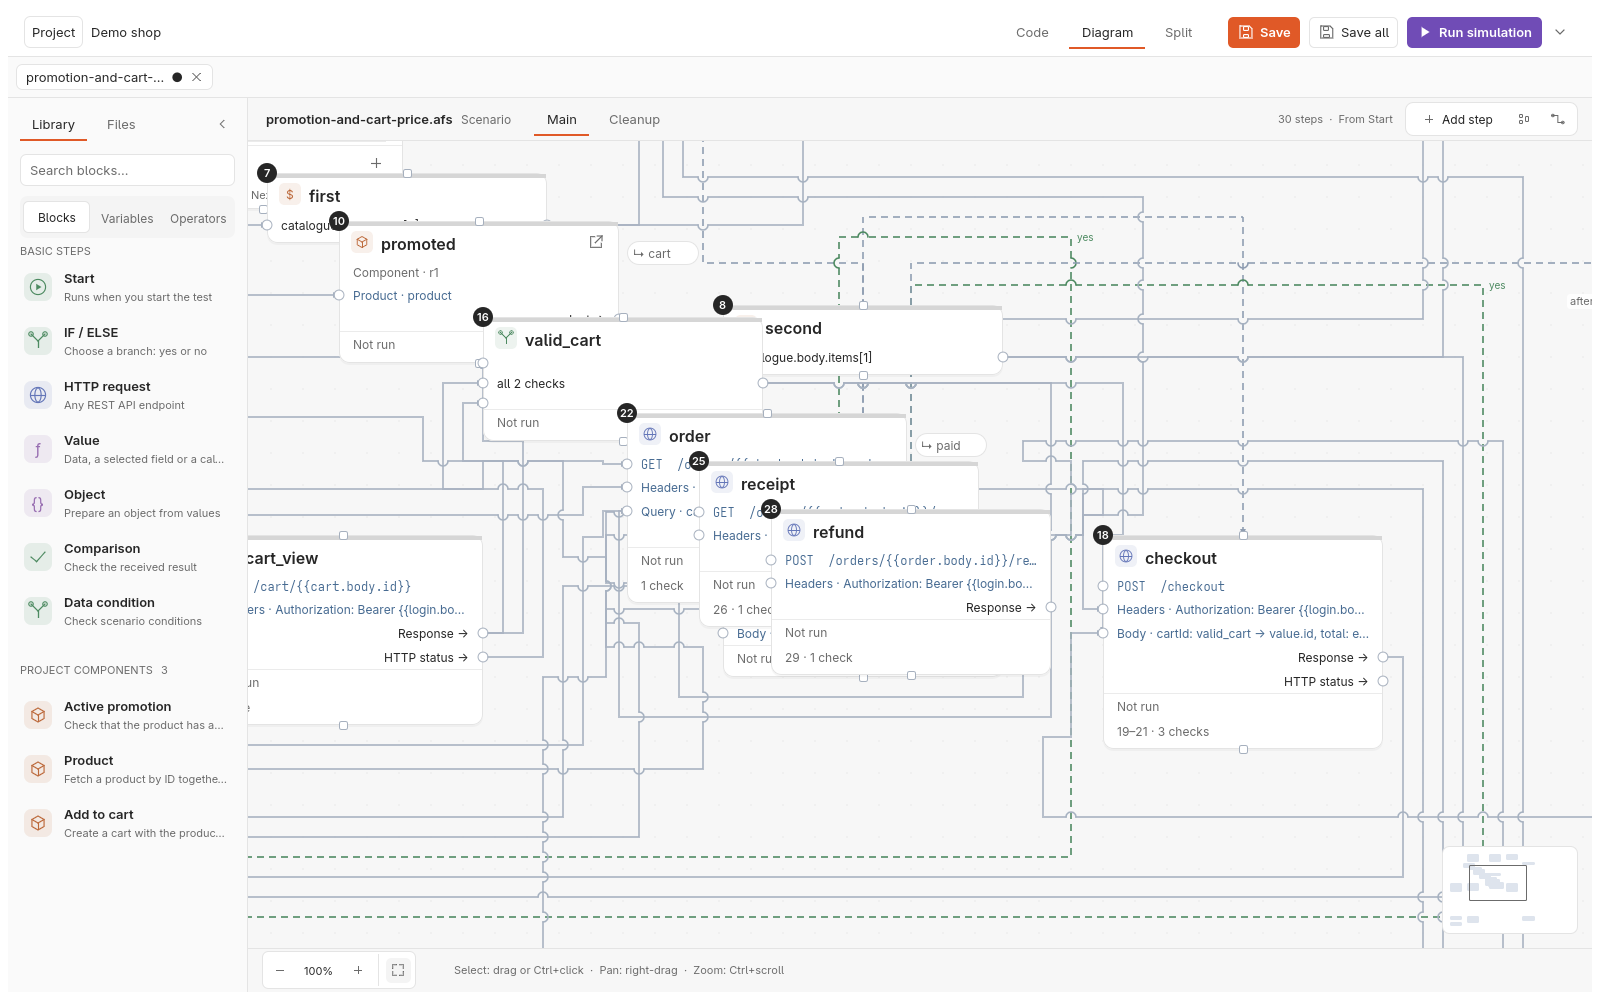 Project
Demo shop
Code
Diagram
Split
Save
Save all
Run simulation
promotion-and-cart-...
Library
Files
promotion-and-cart-price.afs
Scenario
Main
Cleanup
30 steps · From Start
Add step
Search blocks...
Blocks
Variables
Operators
BASIC STEPS
Start
Runs when you start the test
IF / ELSE
Choose a branch: yes or no
HTTP request
Any REST API endpoint
Value
Data, a selected field or a cal...
Object
Prepare an object from values
Comparison
Check the received result
Data condition
Check scenario conditions
PROJECT COMPONENTS 3
Active promotion
Check that the product has a...
Product
Fetch a product by ID togethe...
Add to cart
Create a cart with the produc...
7
first
catalogu
10
promoted
Component · r1
Product · product
Not run
↳ cart
yes
yes
after
8
second
logue.body.items[1]
16
valid_cart
all 2 checks
Not run
22
order
GET
Headers ·
Query · c
Not run
1 check
↳ paid
25
receipt
GET
Headers ·
Not run
26 · 1 chec
Body
Not ru
28
refund
POST /orders/{{order.body.id}}/re…
Headers · Authorization: Bearer {{login.bo...
Response →
Not run
29 · 1 check
cart_view
/cart/{{cart.body.id}}
ers · Authorization: Bearer {{login.bo...
Response →
HTTP status →
un
18
checkout
POST /checkout
Headers · Authorization: Bearer {{login.bo...
Body · cartId: valid_cart → value.id, total: e...
Response →
HTTP status →
Not run
19–21 · 3 checks
100%
Select: drag or Ctrl+click · Pan: right-drag · Zoom: Ctrl+scroll